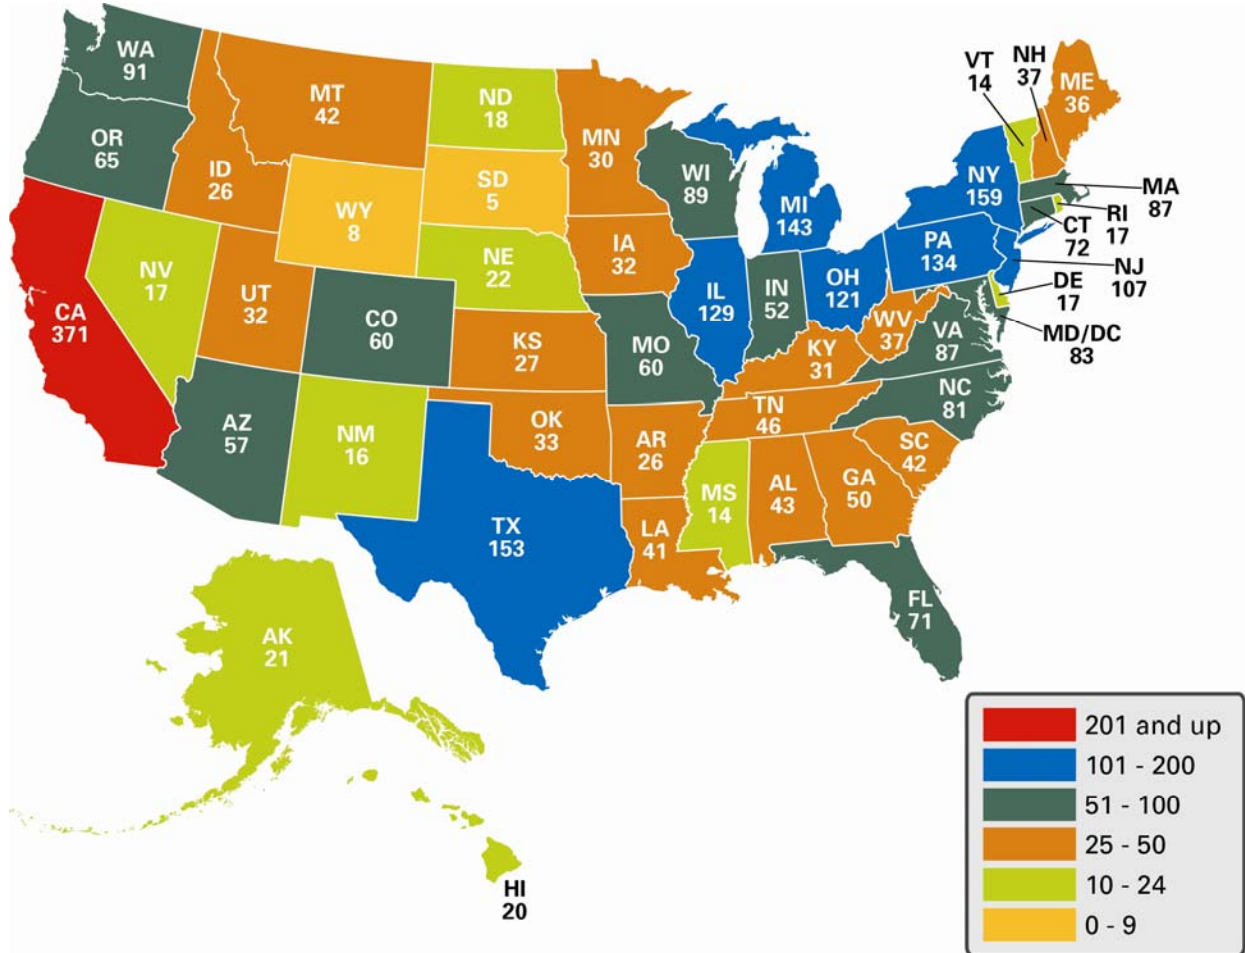 WA
91
OR
65
CA
371
NV
17
ID
26
MT
42
WY
8
UT
32
CO
60
AZ
57
NM
16
ND
18
SD
5
NE
22
KS
27
OK
33
TX
153
MN
30
IA
32
MO
60
AR
26
LA
41
WI
89
IL
129
MI
143
IN
52
OH
121
KY
31
TN
46
MS
14
AL
43
GA
50
FL
71
SC
42
NC
81
VA
87
WV
37
PA
134
NY
159
VT
14
NH
37
ME
36
MA
87
RI
17
CT
72
NJ
107
DE
17
MD/DC
83
AK
21
HI
20
201 and up
101 - 200
51 - 100
25 - 50
10 - 24
0 - 9